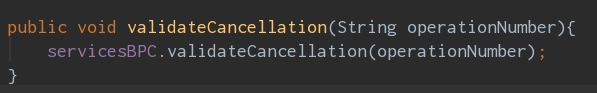 public void validateCancellation(String operationNumber){
    servicesBPC.validateCancellation(operationNumber);
}